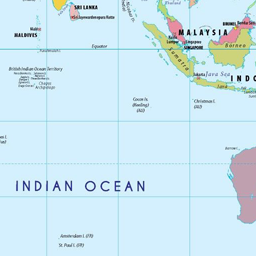 SRI LANKA
Sri Jayewardenepura Kotte
Male
MALDIVES
Equator
MALAYSIA
BRUNEI
Kuala
Lumpur
Singapore
SINGAPORE
Borneo
Sumatra
British Indian Ocean Territory
Chagos
Archipelago
Jakarta
Java Sea
Java
INDO
Cocos Is.
(Keeling)
(AU)
Christmas I.
(AU)
INDIAN OCEAN
Amsterdam I. (FR)
St. Paul I. (FR)